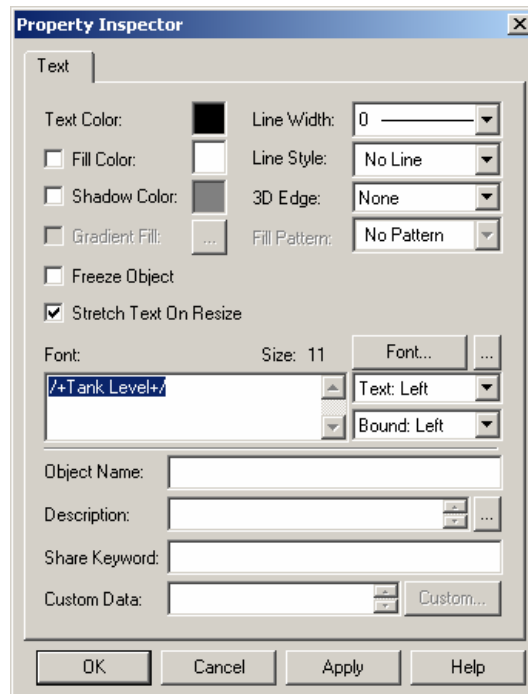 Property Inspector
Text
Text Color: Line Width: 0
Fill Color: Line Style: No Line
Shadow Color: 3D Edge: None
Gradient Fill: ... Fill Pattern: No Pattern
Freeze Object
Stretch Text On Resize
Font: Size: 11 Font... ...
/+Tank Level+/ Text: Left
Bound: Left
Object Name:
Description: ...
Share Keyword:
Custom Data: Custom...
OK Cancel Apply Help